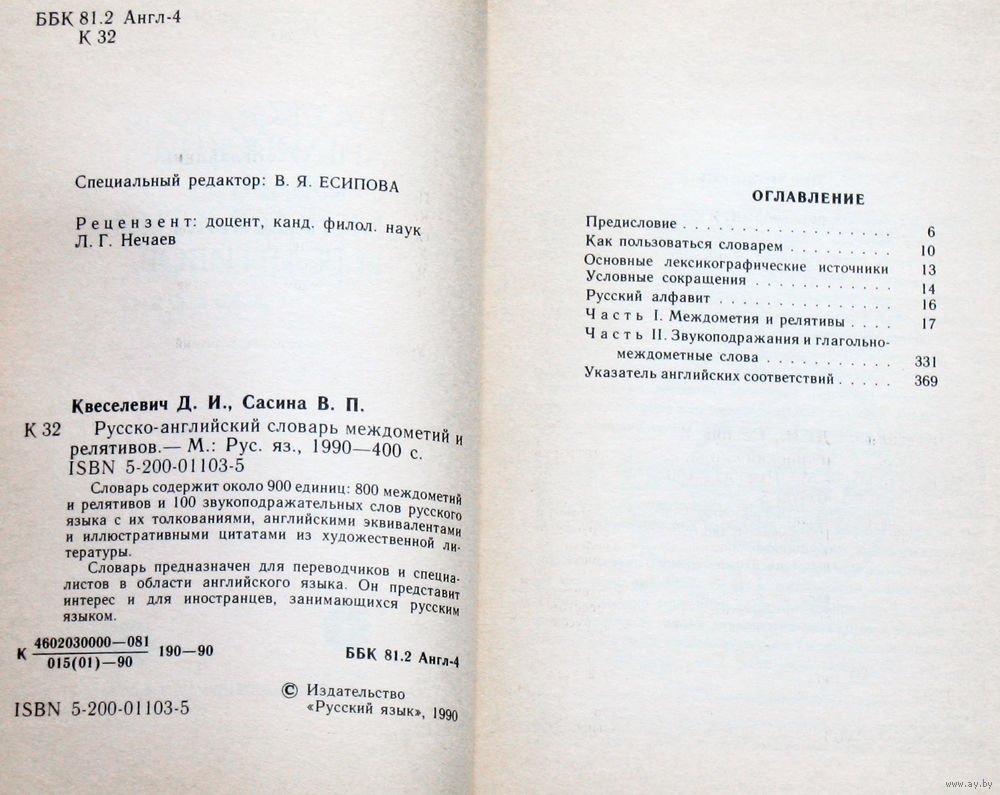 ББК 81.2 Англ-4
К 32
Специальный редактор: В. Я. ЕСИПОВА
Рецензент: доцент, канд. филол. наук
Л. Г. Нечаев
Квеселевич Д. И., Сасина В. П.
К 32 Русско-английский словарь междометий и
релятивов.— М.: Рус. яз., 1990—400 с.
ISBN 5-200-01103-5
Словарь содержит около 900 единиц: 800 междометий
и релятивов и 100 звукоподражательных слов русского
языка с их толкованиями, английскими эквивалентами
и иллюстративными цитатами из художественной ли-
тературы.
Словарь предназначен для переводчиков и специа-
листов в области английского языка. Он представит
интерес и для иностранцев, занимающихся русским
языком.
К 4602030000—081
015(01)—90 190—90
ББК 81.2 Англ-4
© Издательство
«Русский язык», 1990
ISBN 5-200-01103-5
ОГЛАВЛЕНИЕ
Предисловие . . . . . . . . . . . . . . . . . . 6
Как пользоваться словарем . . . . . . . . . 10
Основные лексикографические источники 13
Условные сокращения . . . . . . . . . . . . 14
Русский алфавит . . . . . . . . . . . . . . . 16
Часть I. Междометия и релятивы . . . . 17
Часть II. Звукоподражания и глагольно-
междометные слова . . . . . . . . . . . 331
Указатель английских соответствий . . . . . 369
www.ay.by